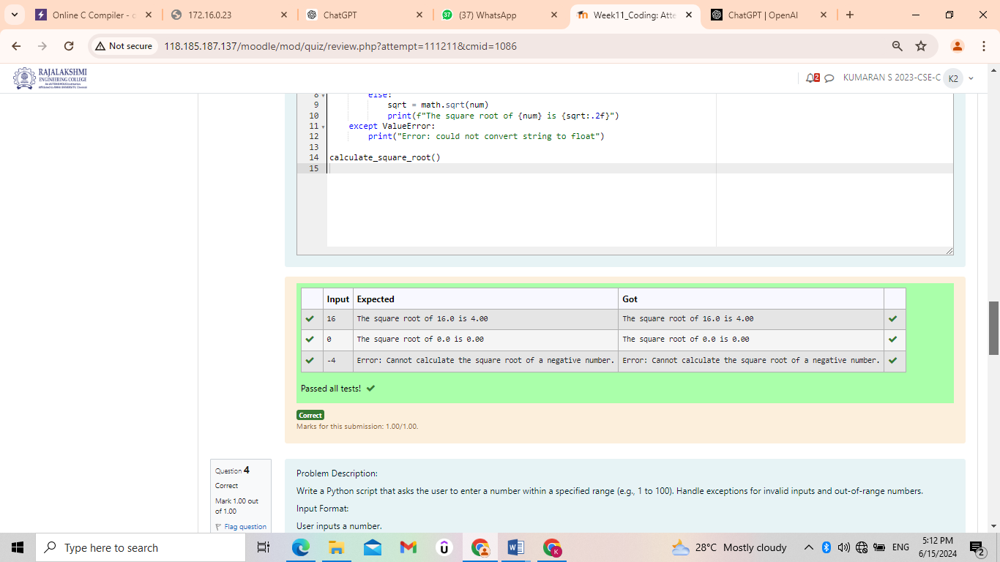 Online C Compiler - c
172.16.0.23
ChatGPT
37
(37) WhatsApp
Week11_Coding: Atte
ChatGPT | OpenAI
Not secure
118.185.187.137/moodle/mod/quiz/review.php?attempt=111211&cmid=1086
RAJALAKSHMI
ENGINEERING COLLEGE
2
KUMARAN S 2023-CSE-C
K2
8 else:
9 sqrt = math.sqrt(num)
10 print(f"The square root of {num} is {sqrt:.2f}")
11 except ValueError:
12 print("Error: could not convert string to float")
13
14 calculate_square_root()
15
Input Expected Got
16 The square root of 16.0 is 4.00 The square root of 16.0 is 4.00
0 The square root of 0.0 is 0.00 The square root of 0.0 is 0.00
-4 Error: Cannot calculate the square root of a negative number. Error: Cannot calculate the square root of a negative number.
Passed all tests!
Correct
Marks for this submission: 1.00/1.00.
Question 4
Correct
Mark 1.00 out
of 1.00
Flag question
Problem Description:
Write a Python script that asks the user to enter a number within a specified range (e.g., 1 to 100). Handle exceptions for invalid inputs and out-of-range numbers.
Input Format:
User inputs a number.
Type here to search
K
28°C Mostly cloudy
ENG
5:12 PM
6/15/2024
2